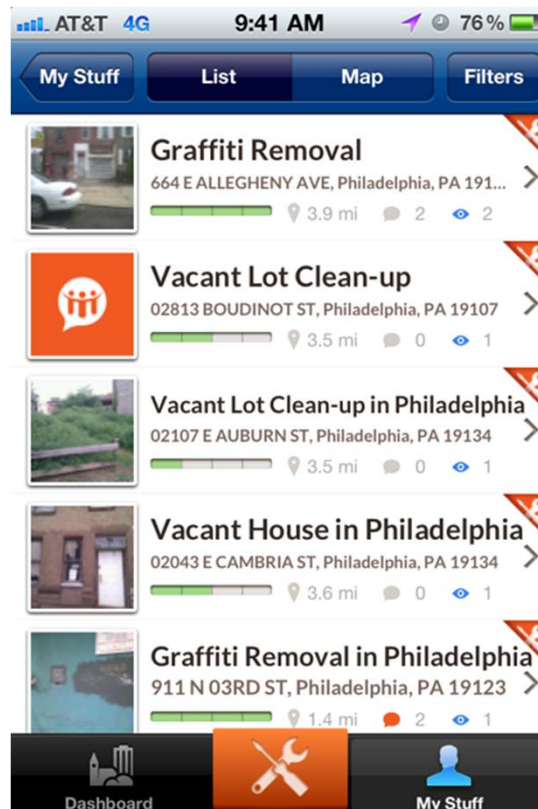 AT&T 4G 9:41 AM 76%
My Stuff List Map Filters
Graffiti Removal
664 E ALLEGHENY AVE, Philadelphia, PA 191...
3.9 mi 2 2
Vacant Lot Clean-up
02813 BOUDINOT ST, Philadelphia, PA 19107
3.5 mi 0 1
Vacant Lot Clean-up in Philadelphia
02107 E AUBURN ST, Philadelphia, PA 19134
3.5 mi 0 1
Vacant House in Philadelphia
02043 E CAMBRIA ST, Philadelphia, PA 19134
3.6 mi 0 1
Graffiti Removal in Philadelphia
911 N 03RD ST, Philadelphia, PA 19123
1.4 mi 2 1
Dashboard My Stuff